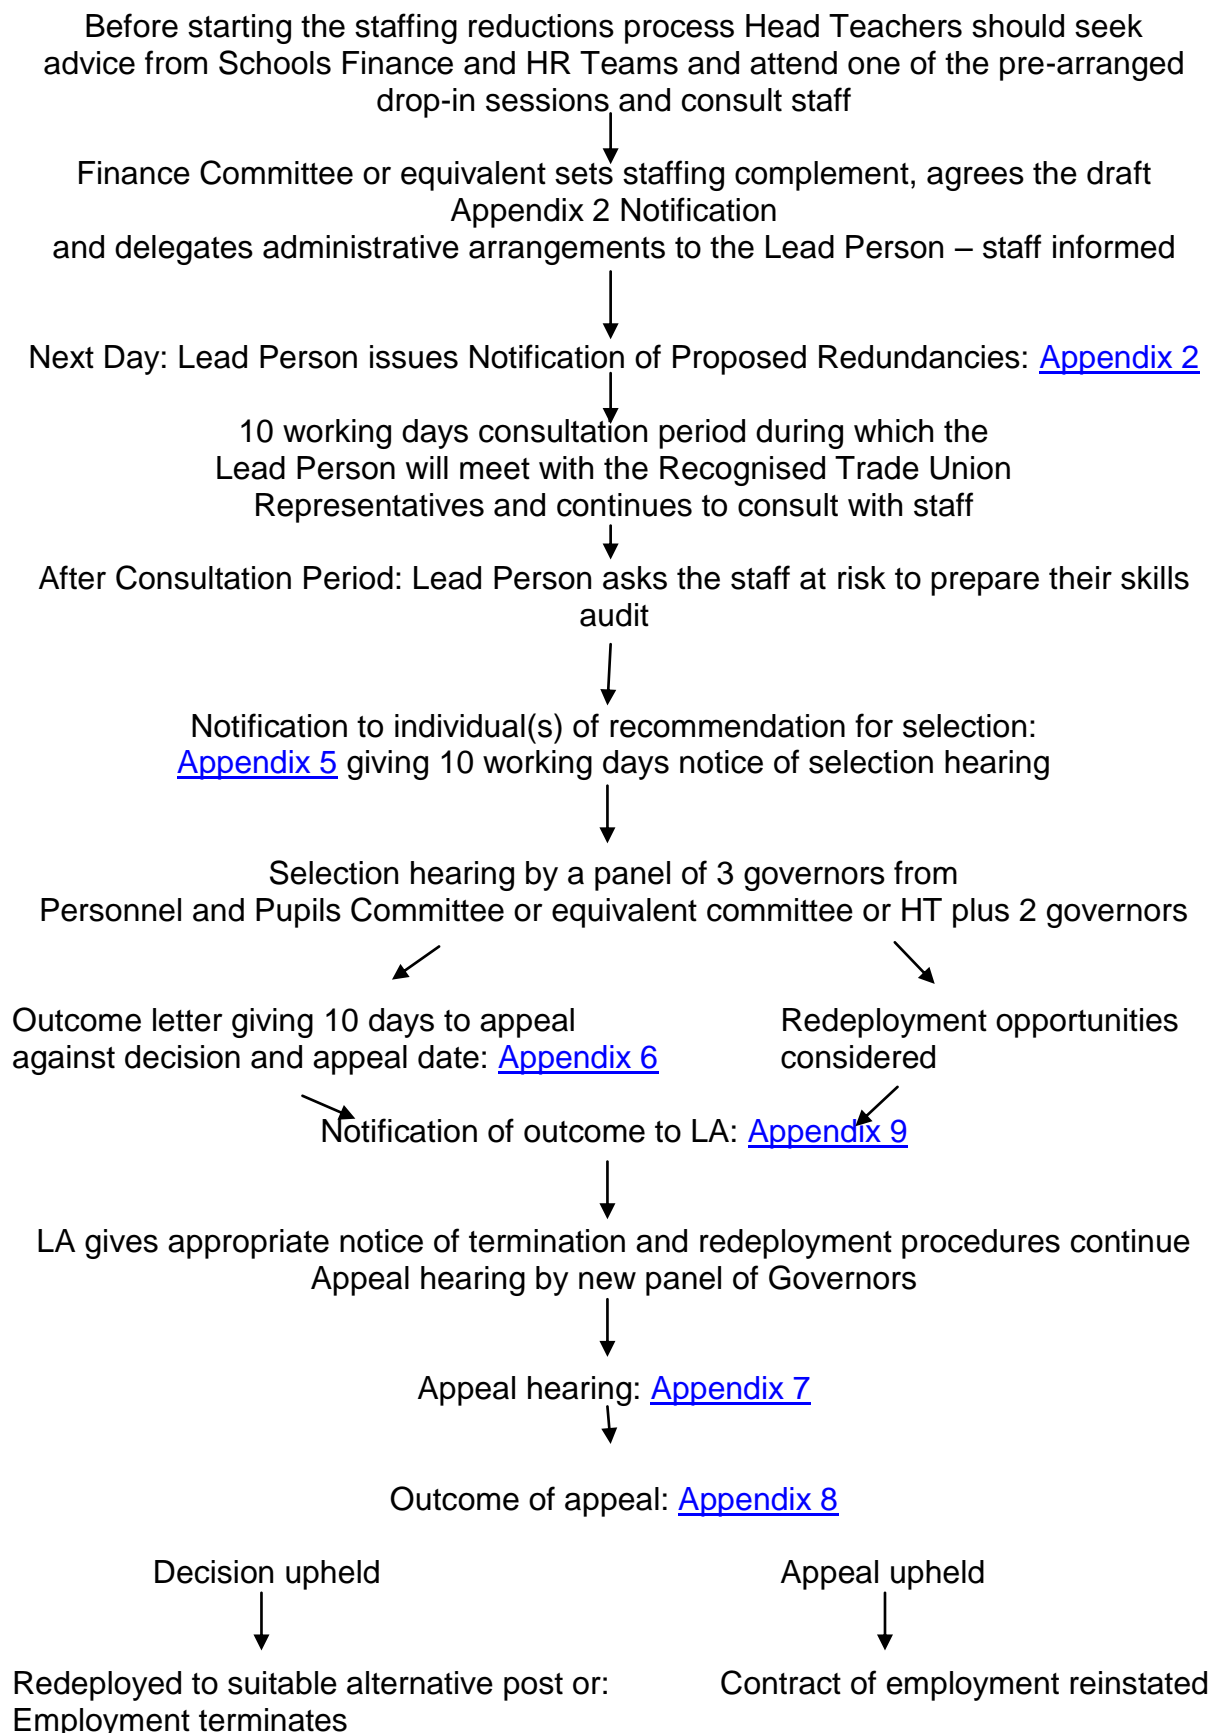 Before starting the staffing reductions process Head Teachers should seek
advice from Schools Finance and HR Teams and attend one of the pre-arranged
drop-in sessions and consult staff
Finance Committee or equivalent sets staffing complement, agrees the draft
Appendix 2 Notification
and delegates administrative arrangements to the Lead Person – staff informed
Next Day: Lead Person issues Notification of Proposed Redundancies: Appendix 2
10 working days consultation period during which the
Lead Person will meet with the Recognised Trade Union
Representatives and continues to consult with staff
After Consultation Period: Lead Person asks the staff at risk to prepare their skills
audit
Notification to individual(s) of recommendation for selection:
Appendix 5 giving 10 working days notice of selection hearing
Selection hearing by a panel of 3 governors from
Personnel and Pupils Committee or equivalent committee or HT plus 2 governors
Outcome letter giving 10 days to appeal
against decision and appeal date: Appendix 6
Redeployment opportunities
considered
Notification of outcome to LA: Appendix 9
LA gives appropriate notice of termination and redeployment procedures continue
Appeal hearing by new panel of Governors
Appeal hearing: Appendix 7
Outcome of appeal: Appendix 8
Decision upheld
Appeal upheld
Redeployed to suitable alternative post or:
Employment terminates
Contract of employment reinstated